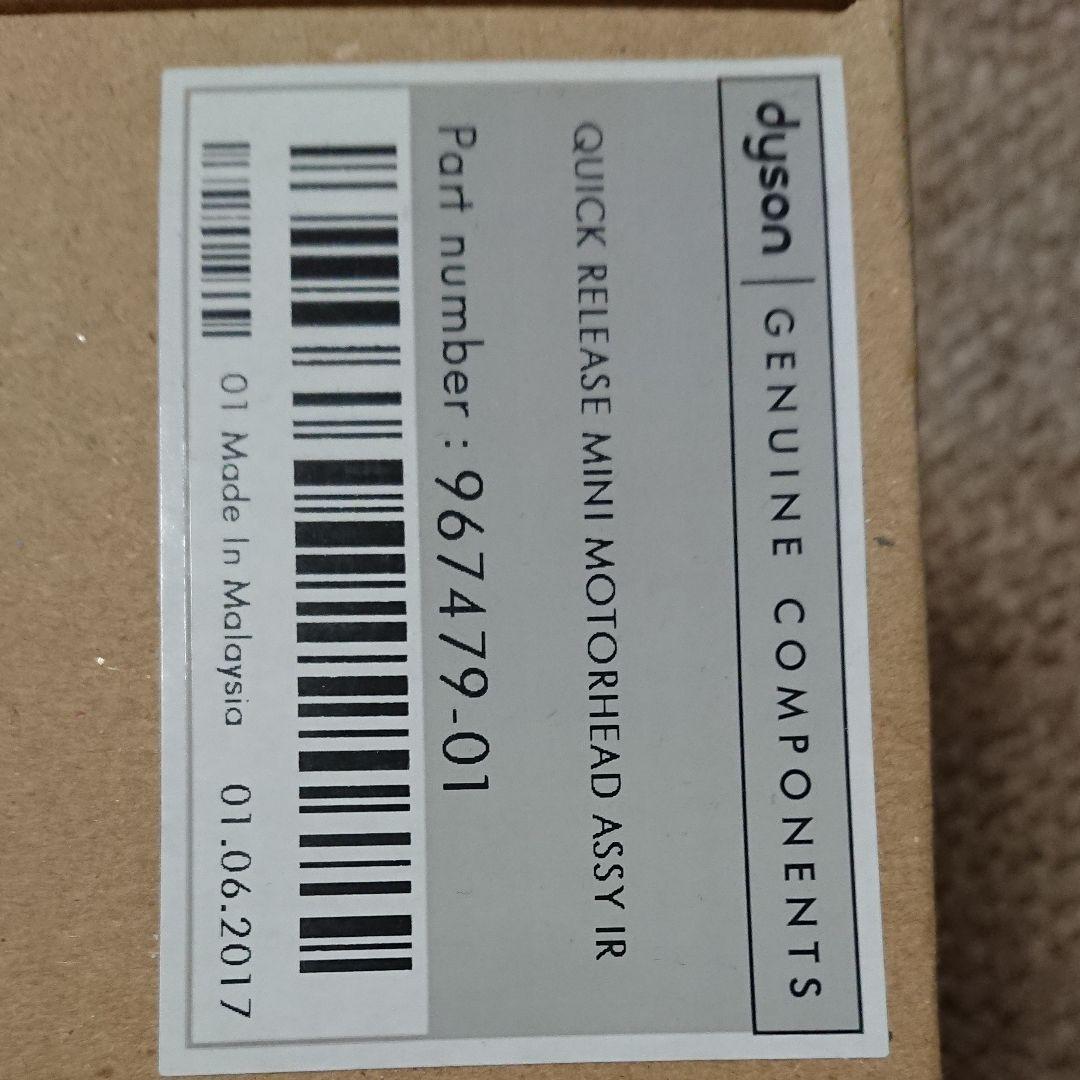 dyson | GENUINE COMPONENTS
QUICK RELEASE MINI MOTORHEAD ASSY IR
Part number : 967479-01
01 Made In Malaysia 01.06.2017